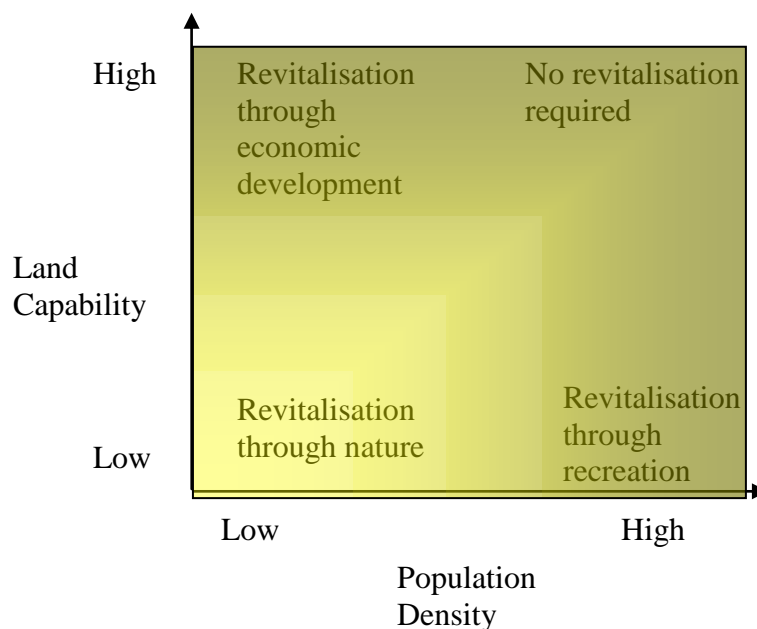 High
Revitalisation
through
economic
development
No revitalisation
required
Land
Capability
Low
Revitalisation
through nature
Revitalisation
through
recreation
Low
High
Population
Density